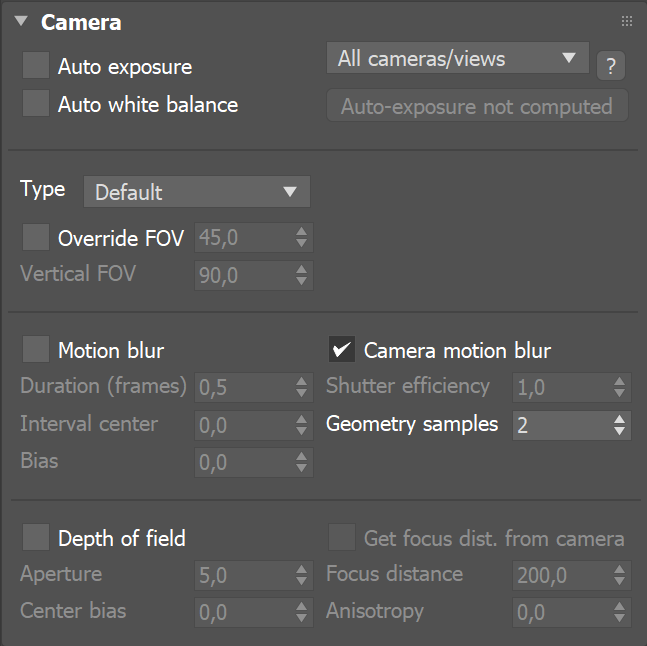 Camera
Auto exposure
All cameras/views
?
Auto white balance
Auto-exposure not computed
Type
Default
Override FOV
45,0
Vertical FOV
90,0
Motion blur
Camera motion blur
Duration (frames)
0,5
Shutter efficiency
1,0
Interval center
0,0
Geometry samples
2
Bias
0,0
Depth of field
Get focus dist. from camera
Aperture
5,0
Focus distance
200,0
Center bias
0,0
Anisotropy
0,0